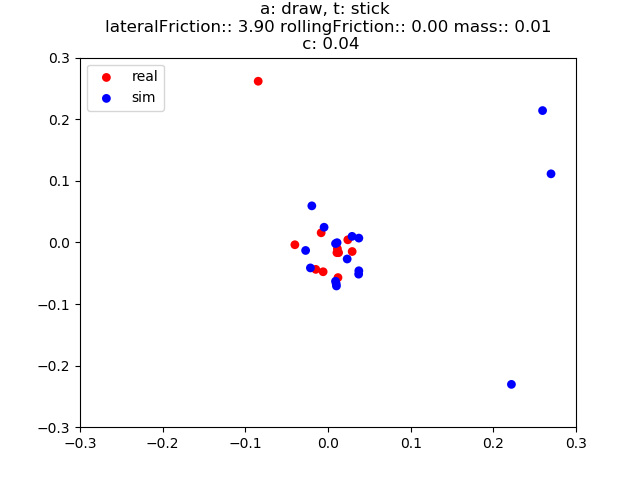 a: draw, t: stick
lateralFriction:: 3.90 rollingFriction:: 0.00 mass:: 0.01
c: 0.04
real
sim
0.3
0.2
0.1
0.0
−0.1
−0.2
−0.3
−0.3
−0.2
−0.1
0.0
0.1
0.2
0.3